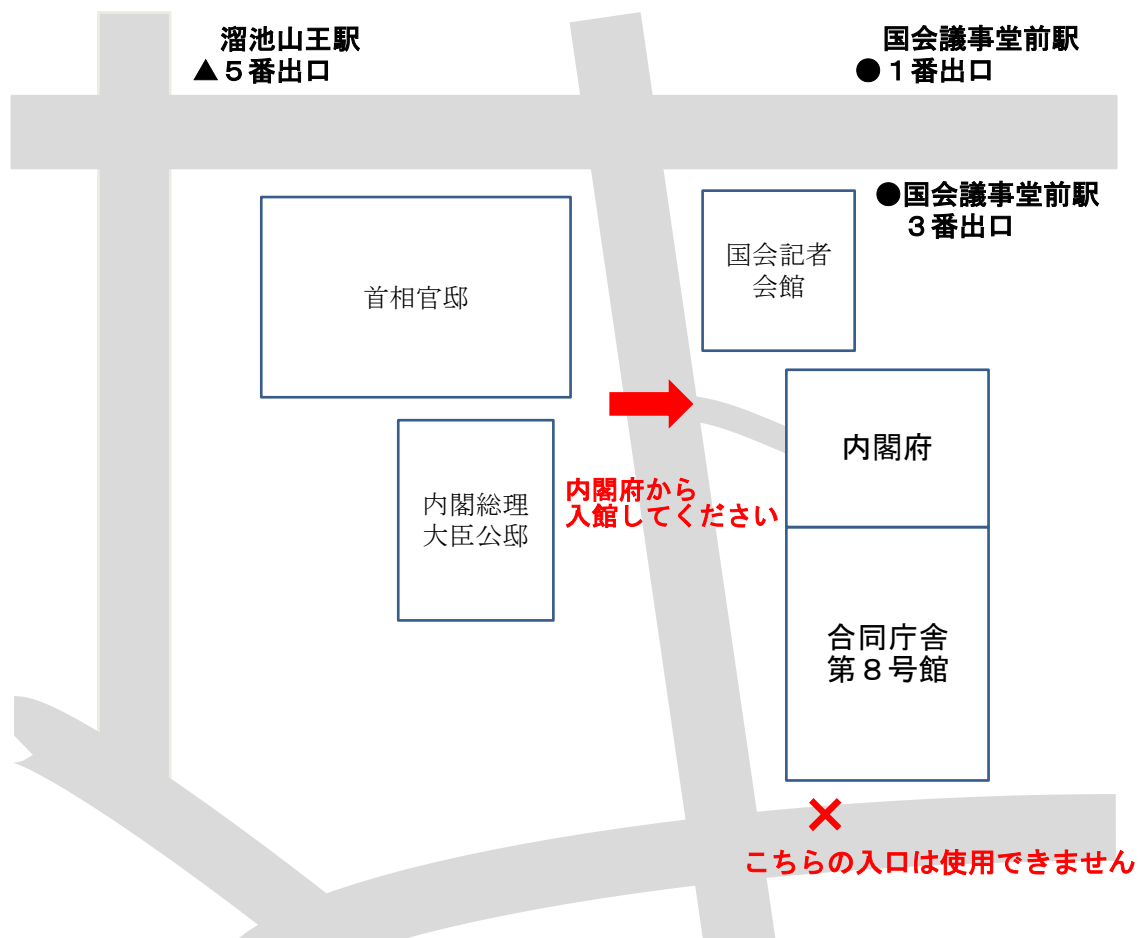 溜池山王駅
▲５番出口
国会議事堂前駅
●１番出口
●国会議事堂前駅
３番出口
国会記者
会館
首相官邸
内閣府
内閣総理
大臣公邸
内閣府から
入館してください
合同庁舎
第８号館
×
こちらの入口は使用できません